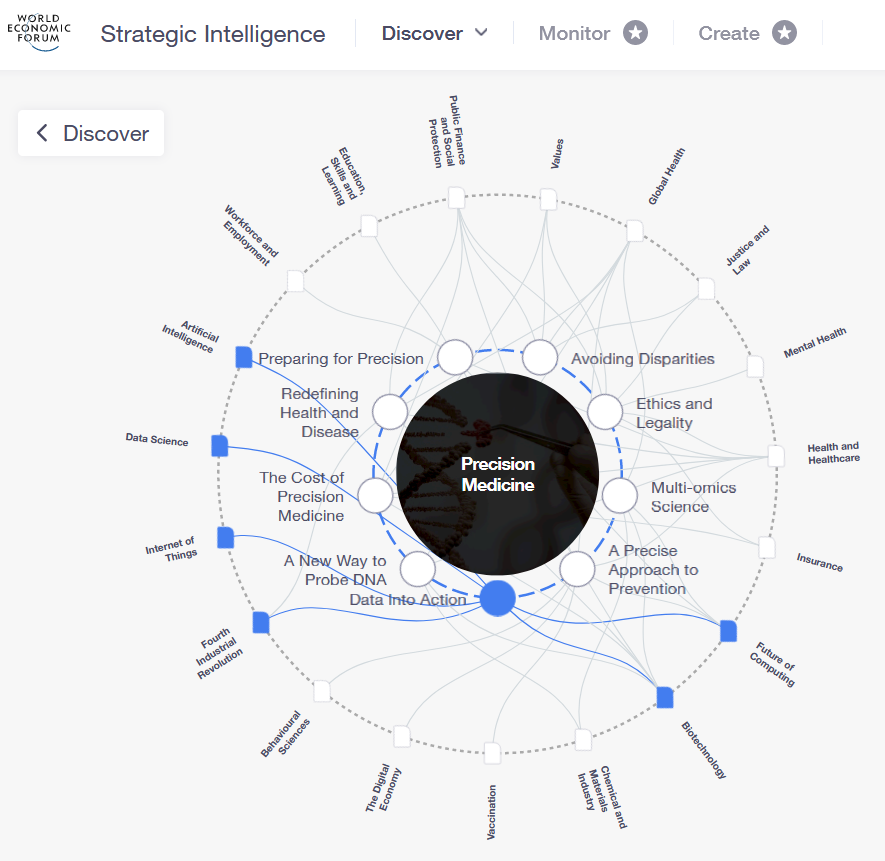 WORLD
ECONOMIC
FORUM
Strategic Intelligence
Discover
Monitor
Create
Discover
Public Finance
and Social
Protection
Values
Global Health
Education,
Skills and
Learning
Justice and
Law
Workforce and
Employment
Mental Health
Artificial
Intelligence
Preparing for Precision
Avoiding Disparities
Redefining
Health and
Disease
Ethics and
Legality
Data Science
Health and
Healthcare
Precision
Medicine
The Cost of
Precision
Medicine
Multi-omics
Science
Internet of
Things
Insurance
A New Way to
Probe DNA
A Precise
Approach to
Prevention
Data Into Action
Fourth
Industrial
Revolution
Future of
Computing
Behavioural
Sciences
Biotechnology
The Digital
Economy
Vaccination
Chemical and
Materials
Industry